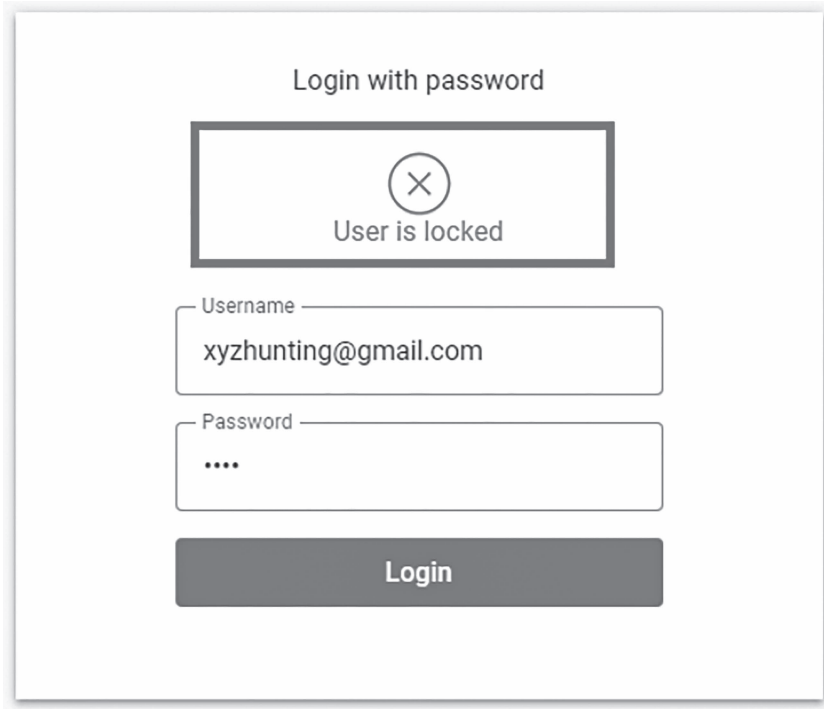 Login with password
User is locked
Username
xyzhunting@gmail.com
Password
••••
Login